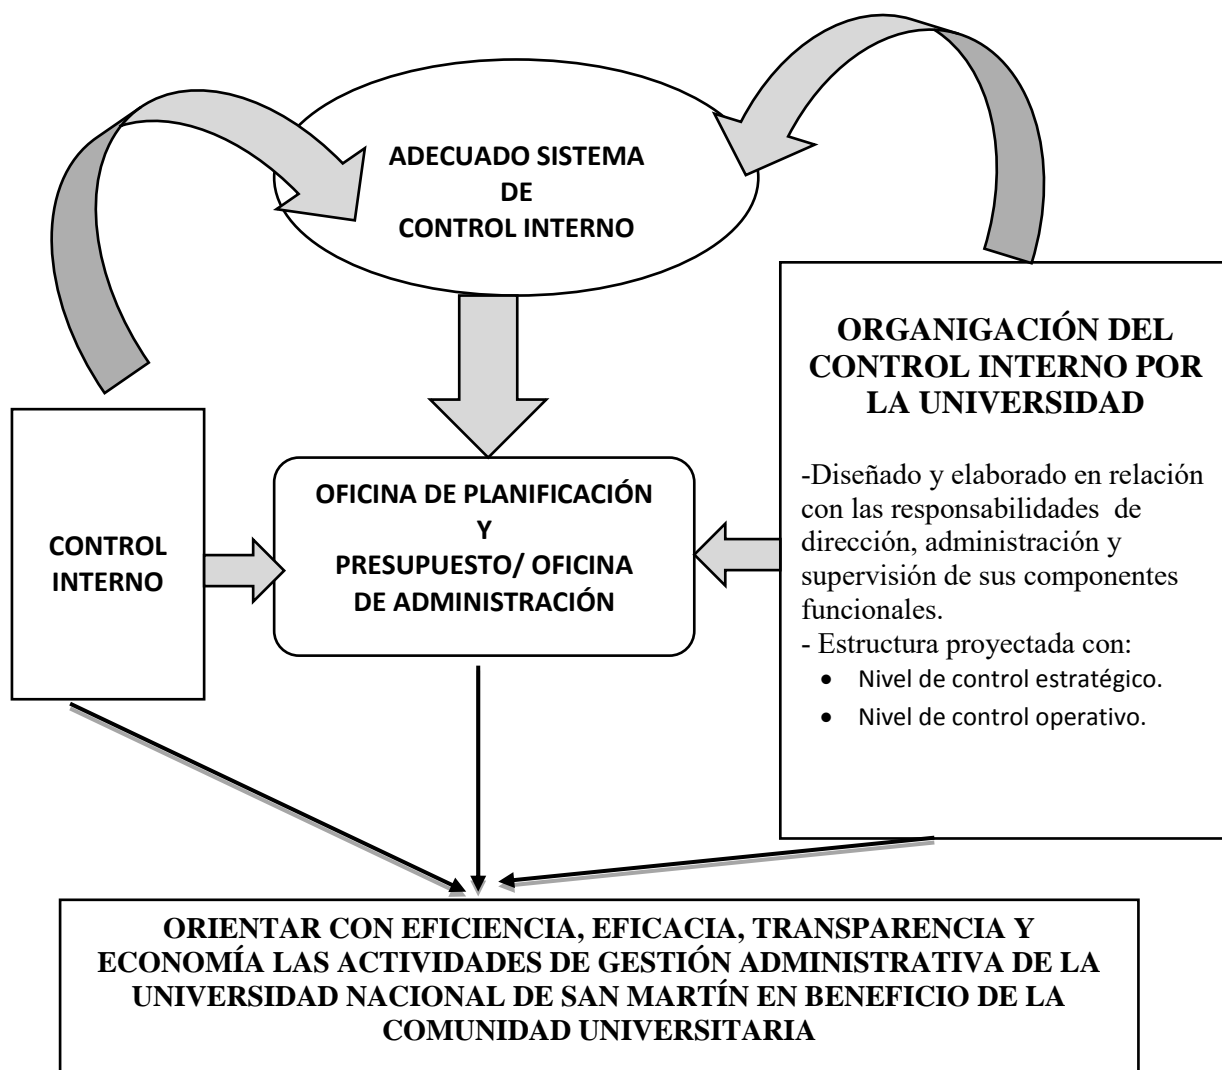 ADECUADO SISTEMA
DE
CONTROL INTERNO
ORGANIGACIÓN DEL
CONTROL INTERNO POR
LA UNIVERSIDAD
-Diseñado y elaborado en relación
con las responsabilidades de
dirección, administración y
supervisión de sus componentes
funcionales.
- Estructura proyectada con:
• Nivel de control estratégico.
• Nivel de control operativo.
OFICINA DE PLANIFICACIÓN
Y
PRESUPUESTO/ OFICINA
DE ADMINISTRACIÓN
CONTROL
INTERNO
ORIENTAR CON EFICIENCIA, EFICACIA, TRANSPARENCIA Y
ECONOMÍA LAS ACTIVIDADES DE GESTIÓN ADMINISTRATIVA DE LA
UNIVERSIDAD NACIONAL DE SAN MARTÍN EN BENEFICIO DE LA
COMUNIDAD UNIVERSITARIA